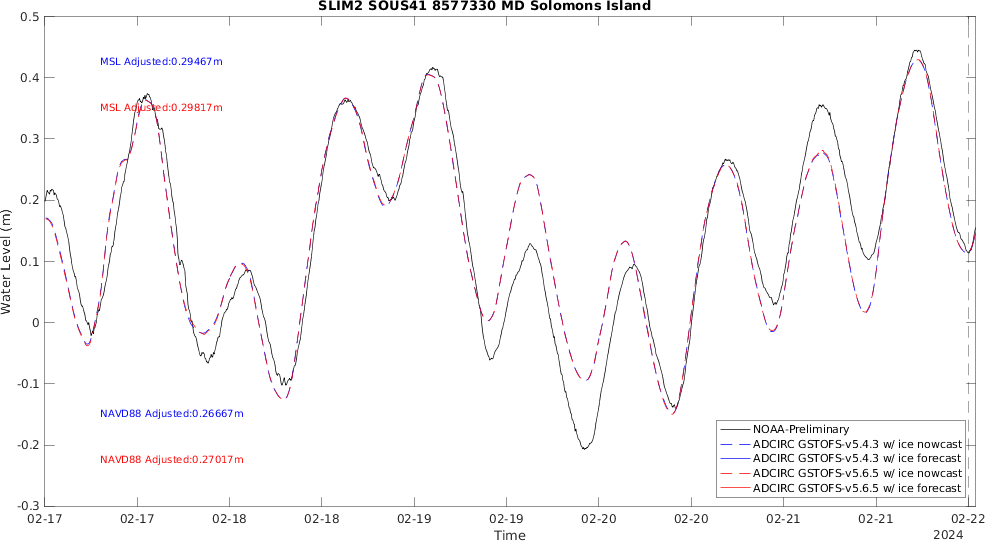 SLIM2 SOUS41 8577330 MD Solomons Island
0.5
0.4
0.3
0.2
0.1
0
-0.1
-0.2
-0.3
Water Level (m)
MSL Adjusted:0.29467m
MSL Adjusted:0.29817m
NAVD88 Adjusted:0.26667m
NAVD88 Adjusted:0.27017m
NOAA-Preliminary
ADCIRC GSTOFS-v5.4.3 w/ ice nowcast
ADCIRC GSTOFS-v5.4.3 w/ ice forecast
ADCIRC GSTOFS-v5.6.5 w/ ice nowcast
ADCIRC GSTOFS-v5.6.5 w/ ice forecast
02-17 02-17 02-18 02-18 02-19 02-19 02-20 02-20 02-21 02-21 02-22
Time
2024